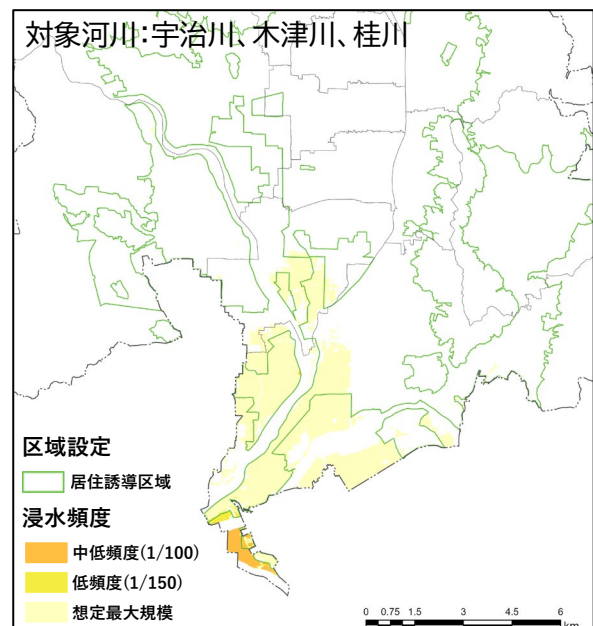 対象河川:宇治川、木津川、桂川
区域設定
居住誘導区域
浸水頻度
中低頻度(1/100)
低頻度(1/150)
想定最大規模
0 0.75 1.5 3 4.5 6
km